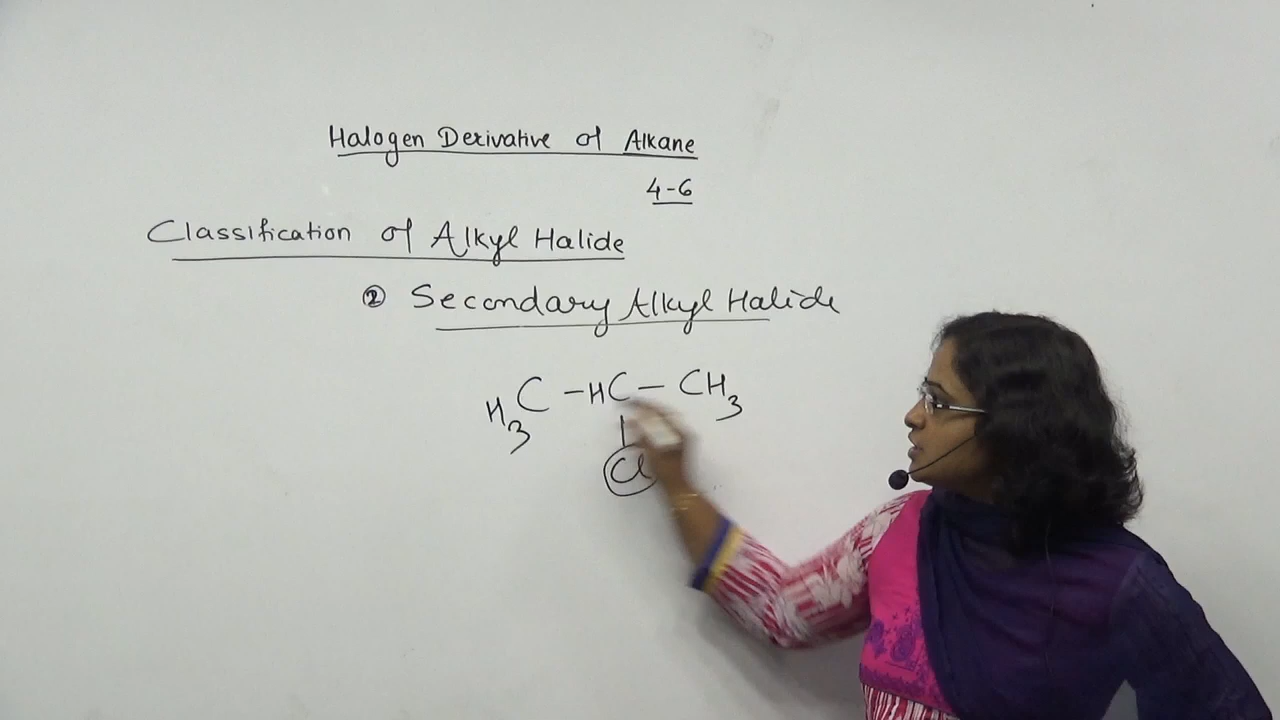 Halogen Derivative of Alkane
4-6
Classification of Alkyl Halide
② Secondary Alkyl Halide
H3C – HC – CH3
|
Cl